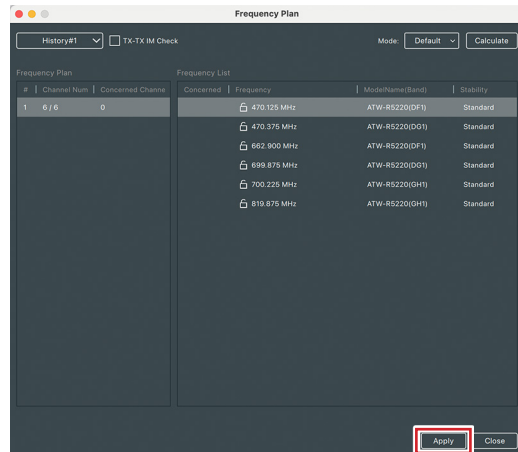 Frequency Plan
History#1 TX-TX IM Check Mode: Default Calculate
Frequency Plan Frequency List
# Channel Num Concerned Channe Concerned Frequency ModelName(Band) Stability
1 6 / 6 0 470.125 MHz ATW-R5220(DF1) Standard
470.375 MHz ATW-R5220(DG1) Standard
662.900 MHz ATW-R5220(DF1) Standard
699.875 MHz ATW-R5220(DG1) Standard
700.225 MHz ATW-R5220(GH1) Standard
819.875 MHz ATW-R5220(GH1) Standard
Apply Close